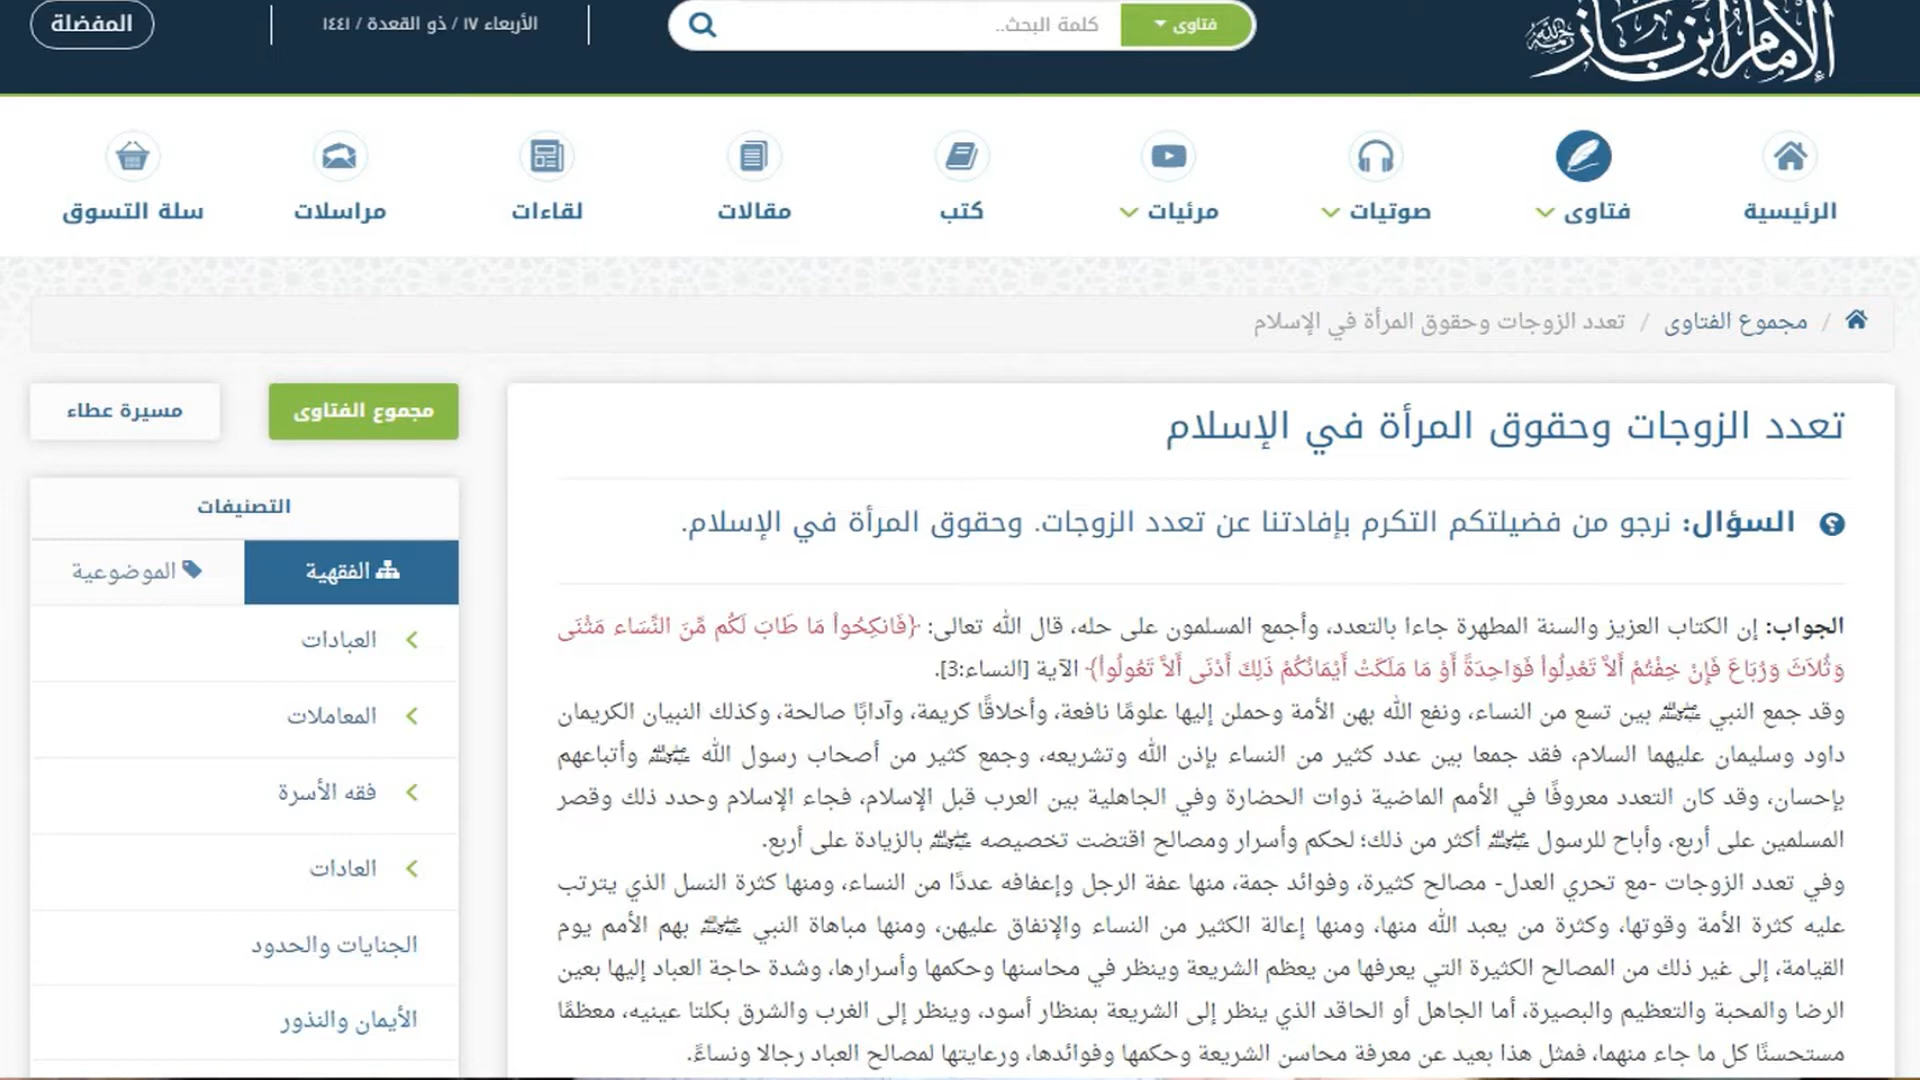 الإمام ابن باز رحمه الله
فتاوى
كلمة البحث..
الأربعاء ١٧ / ذو القعدة / ١٤٤١
المفضلة
الرئيسية
فتاوى
صوتيات
مرئيات
كتب
مقالات
لقاءات
مراسلات
سلة التسوق
/ مجموع الفتاوى / تعدد الزوجات وحقوق المرأة في الإسلام
تعدد الزوجات وحقوق المرأة في الإسلام
السؤال: نرجو من فضيلتكم التكرم بإفادتنا عن تعدد الزوجات. وحقوق المرأة في الإسلام.
الجواب: إن الكتاب العزيز والسنة المطهرة جاءا بالتعدد، وأجمع المسلمون على حله، قال الله تعالى: {فَانكِحُواْ مَا طَابَ لَكُم مِّنَ النِّسَاء مَثْنَى
وَثُلاَثَ وَرُبَاعَ فَإِنْ خِفْتُمْ أَلاَّ تَعْدِلُواْ فَوَاحِدَةً أَوْ مَا مَلَكَتْ أَيْمَانُكُمْ ذَلِكَ أَدْنَى أَلاَّ تَعُولُواْ} الآية [النساء:3].
وقد جمع النبي ﷺ بين تسع من النساء، ونفع الله بهن الأمة وحملن إليها علومًا نافعة، وأخلاقًا كريمة، وآدابًا صالحة، وكذلك النبيان الكريمان
داود وسليمان عليهما السلام، فقد جمعا بين عدد كثير من النساء بإذن الله وتشريعه، وجمع كثير من أصحاب رسول الله ﷺ وأتباعهم
بإحسان، وقد كان التعدد معروفًا في الأمم الماضية ذوات الحضارة وفي الجاهلية بين العرب قبل الإسلام، فجاء الإسلام وحدد ذلك وقصر
المسلمين على أربع، وأباح للرسول ﷺ أكثر من ذلك؛ لحكم وأسرار ومصالح اقتضت تخصيصه ﷺ بالزيادة على أربع.
وفي تعدد الزوجات -مع تحري العدل- مصالح كثيرة، وفوائد جمة، منها عفة الرجل وإعفافه عددًا من النساء، ومنها كثرة النسل الذي يترتب
عليه كثرة الأمة وقوتها، وكثرة من يعبد الله منها، ومنها إعالة الكثير من النساء والإنفاق عليهن، ومنها مباهاة النبي ﷺ بهم الأمم يوم
القيامة، إلى غير ذلك من المصالح الكثيرة التي يعرفها من يعظم الشريعة وينظر في محاسنها وحكمها وأسرارها، وشدة حاجة العباد إليها بعين
الرضا والمحبة والتعظيم والبصيرة، أما الجاهل أو الحاقد الذي ينظر إلى الشريعة بمنظار أسود، وينظر إلى الغرب والشرق بكلتا عينيه، معظمًا
مستحسنًا كل ما جاء منهما، فمثل هذا بعيد عن معرفة محاسن الشريعة وحكمها وفوائدها، ورعايتها لمصالح العباد رجالا ونساءً.
مجموع الفتاوى
مسيرة عطاء
التصنيفات
الفقهية
الموضوعية
العبادات
المعاملات
فقه الأسرة
العادات
الجنايات والحدود
الأيمان والنذور